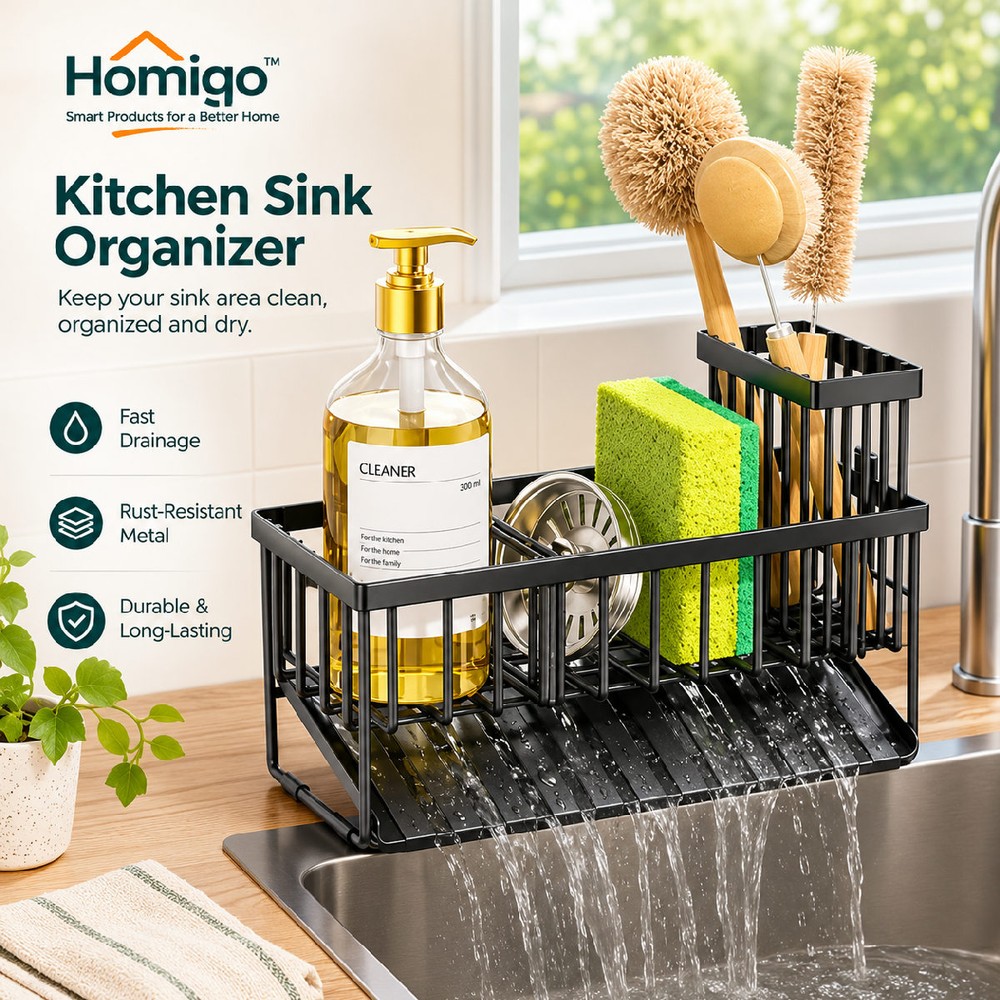 Homigo™
Smart Products for a Better Home
Kitchen Sink
Organizer
Keep your sink area clean,
organized and dry.
Fast
Drainage
Rust-Resistant
Metal
Durable &
Long-Lasting
CLEANER
300 ml
For the kitchen
For the home
For the family